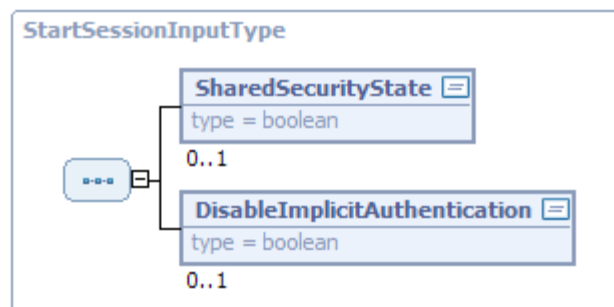 StartSessionInputType
SharedSecurityState
type = boolean
0..1
DisableImplicitAuthentication
type = boolean
0..1